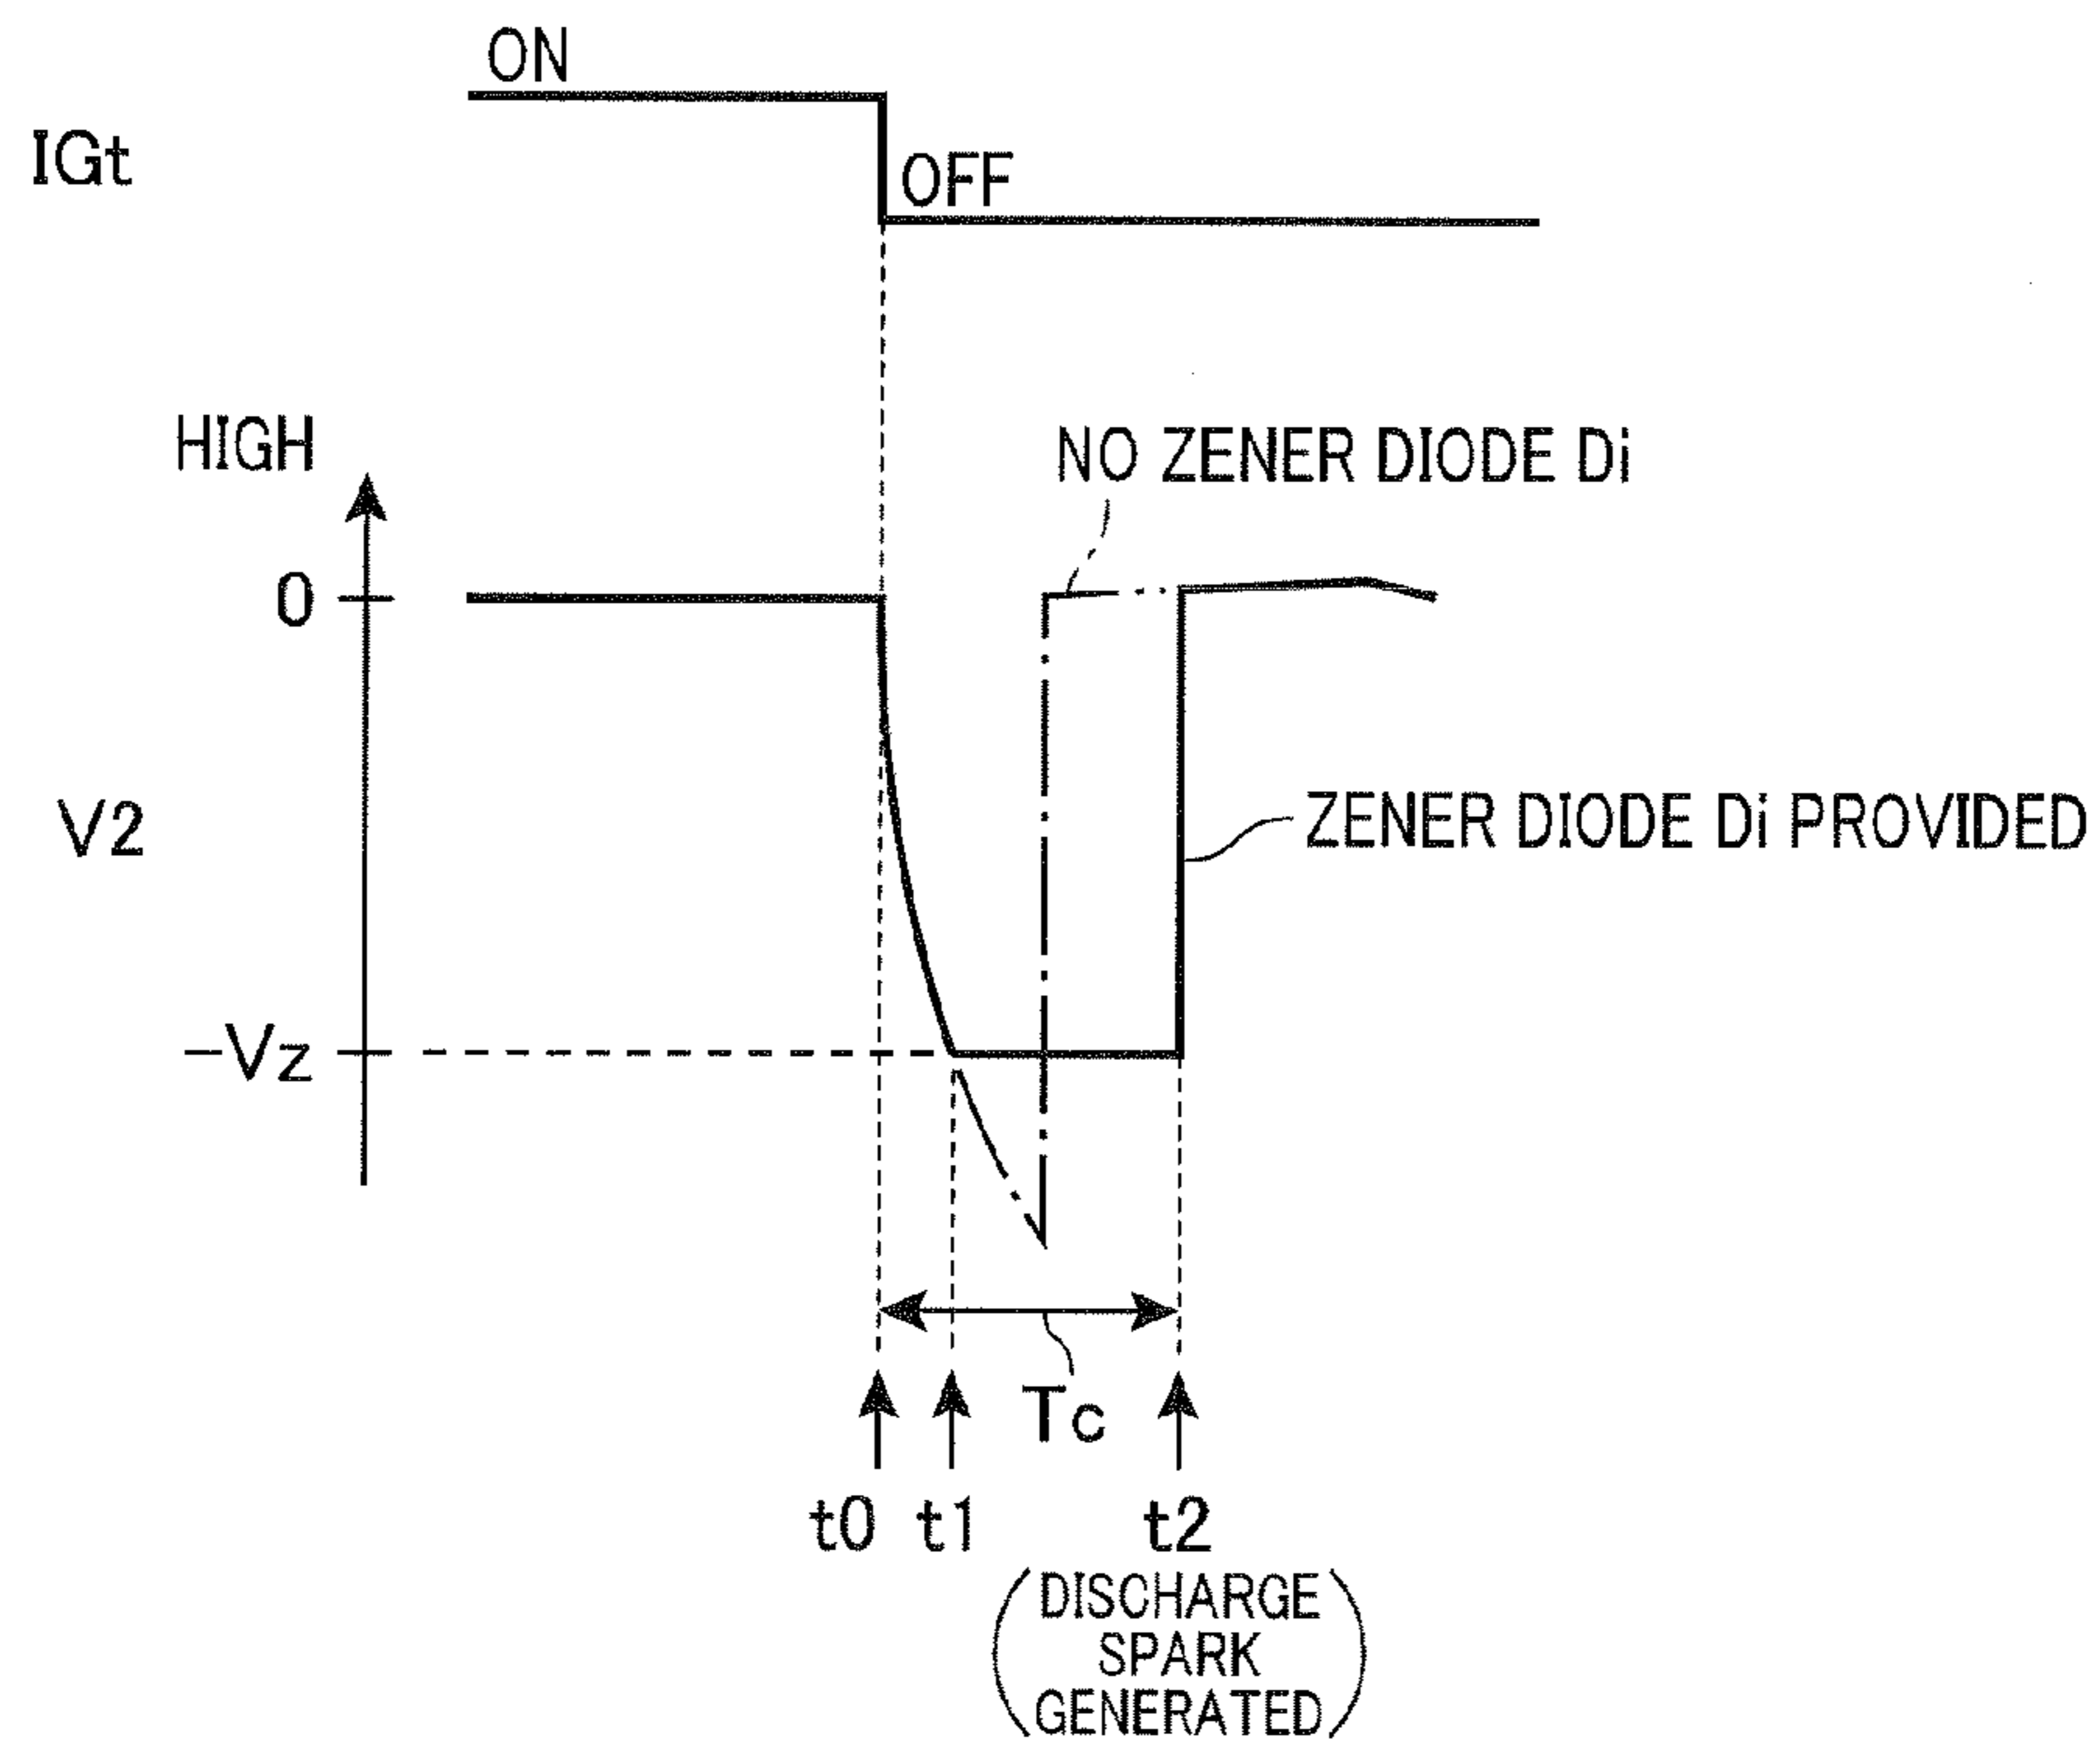 ON
IGt
OFF
HIGH
NO ZENER DIODE Di
0
V2
ZENER DIODE Di PROVIDED
-Vz
Tc
t0 t1 t2
(DISCHARGE
SPARK
GENERATED)